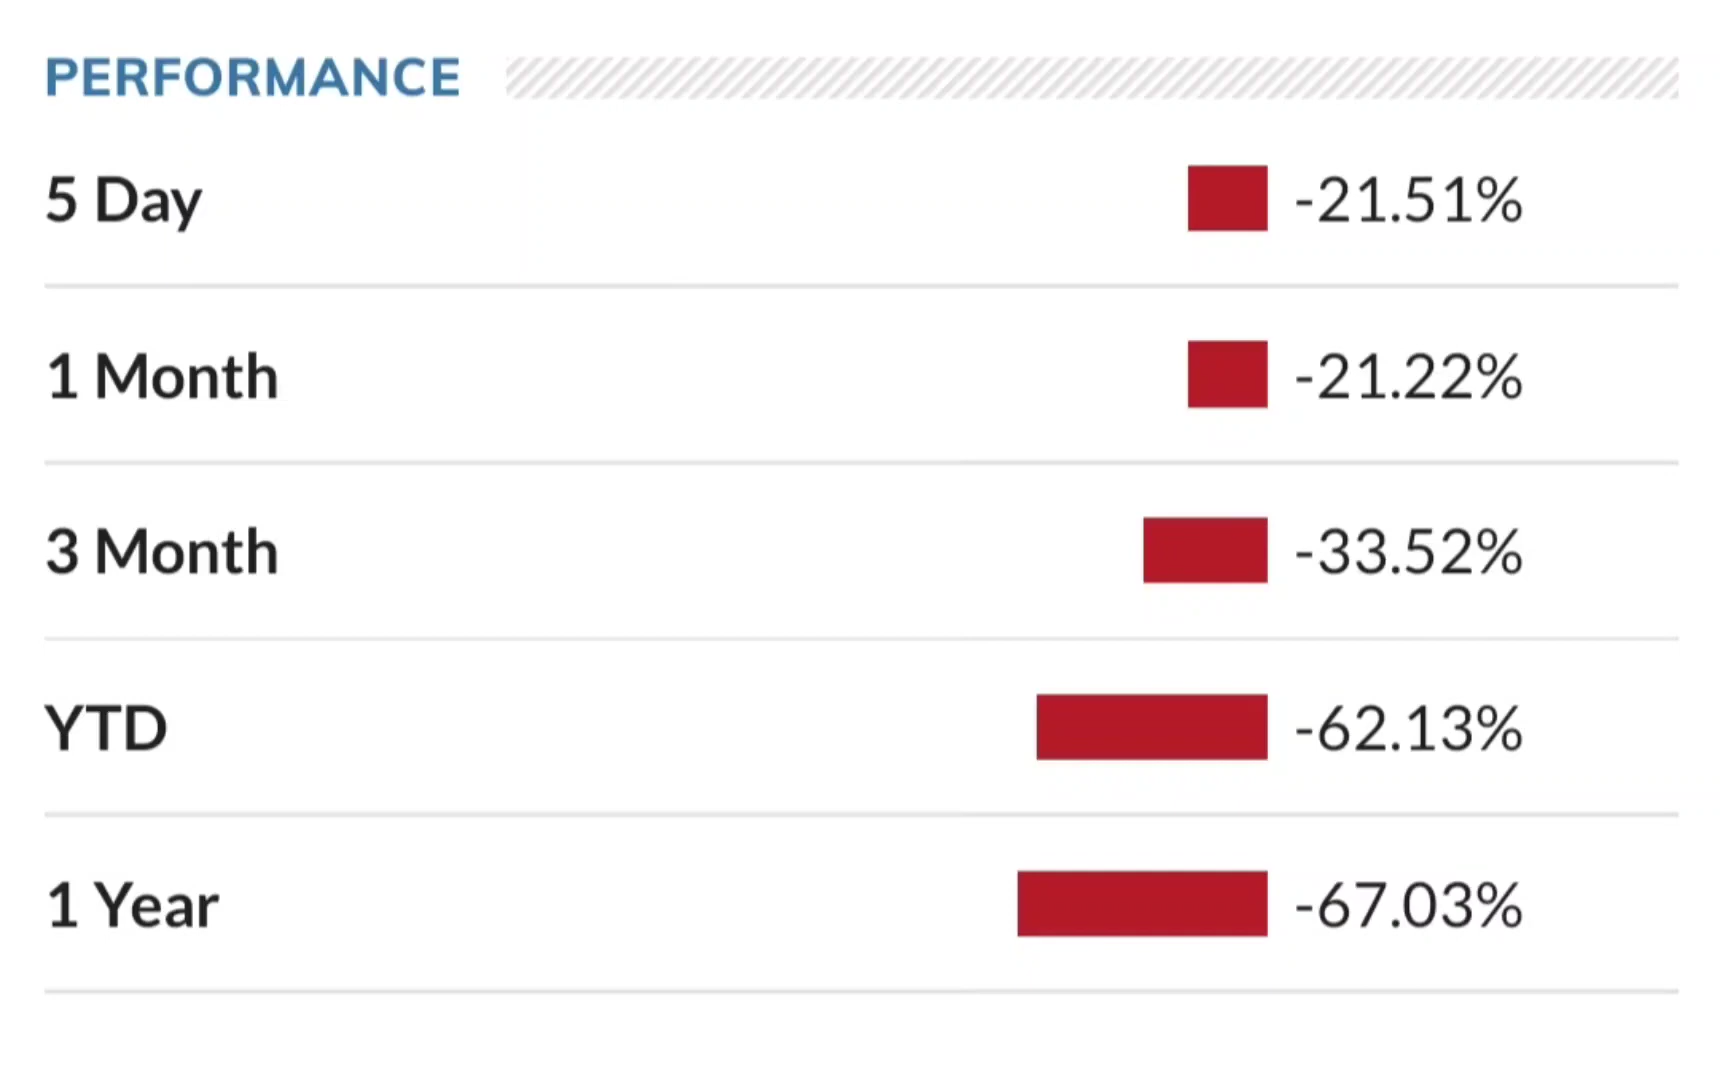 PERFORMANCE
5 Day -21.51%
1 Month -21.22%
3 Month -33.52%
YTD -62.13%
1 Year -67.03%